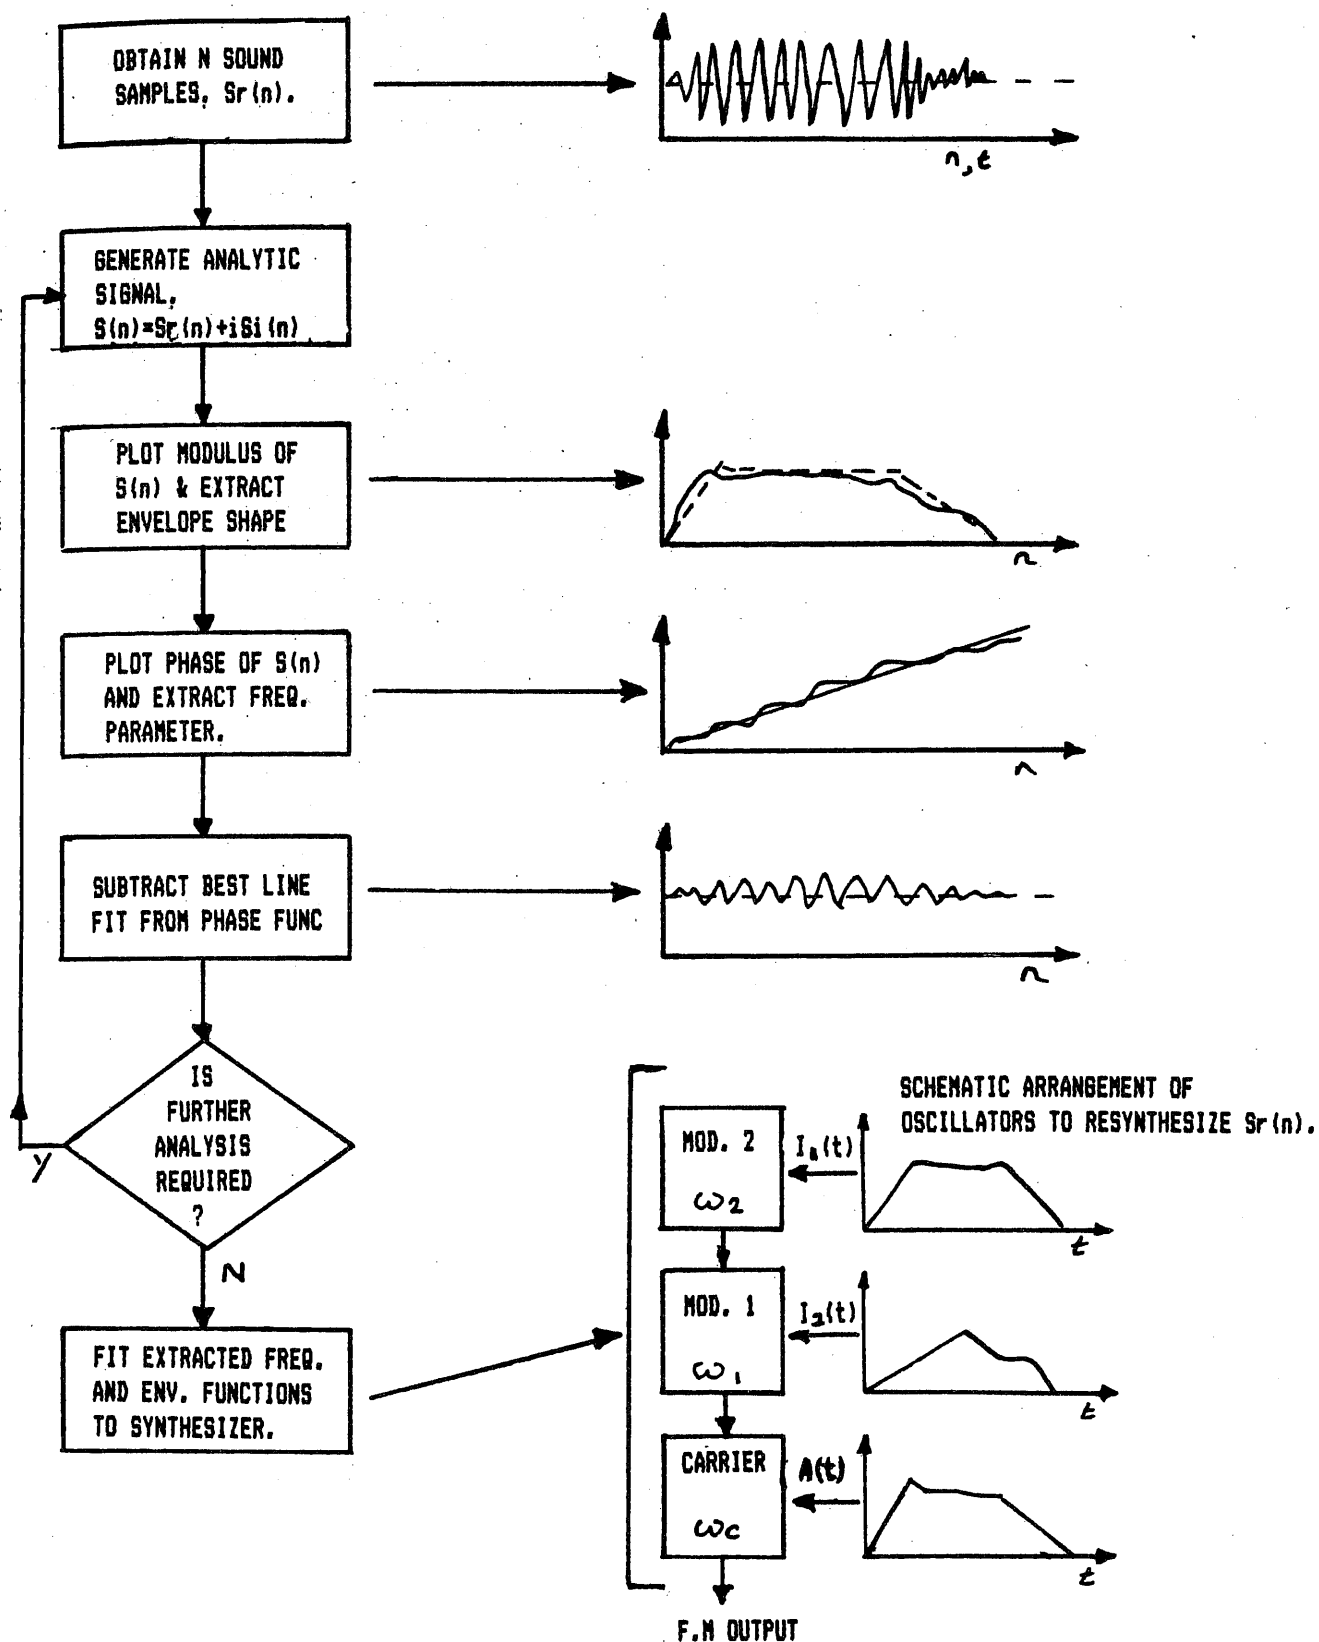 OBTAIN N SOUND
SAMPLES, Sr(n).
n,t
GENERATE ANALYTIC
SIGNAL,
S(n)=Sr(n)+iSi(n)
PLOT MODULUS OF
S(n) & EXTRACT
ENVELOPE SHAPE
n
PLOT PHASE OF S(n)
AND EXTRACT FREQ.
PARAMETER.
n
SUBTRACT BEST LINE
FIT FROM PHASE FUNC
n
IS
FURTHER
ANALYSIS
REQUIRED
?
Y
N
FIT EXTRACTED FREQ.
AND ENV. FUNCTIONS
TO SYNTHESIZER.
SCHEMATIC ARRANGEMENT OF
OSCILLATORS TO RESYNTHESIZE Sr(n).
MOD. 2
ω2
t
MOD. 1
ω1
I2(t)
t
CARRIER
ωc
A(t)
t
F.M OUTPUT